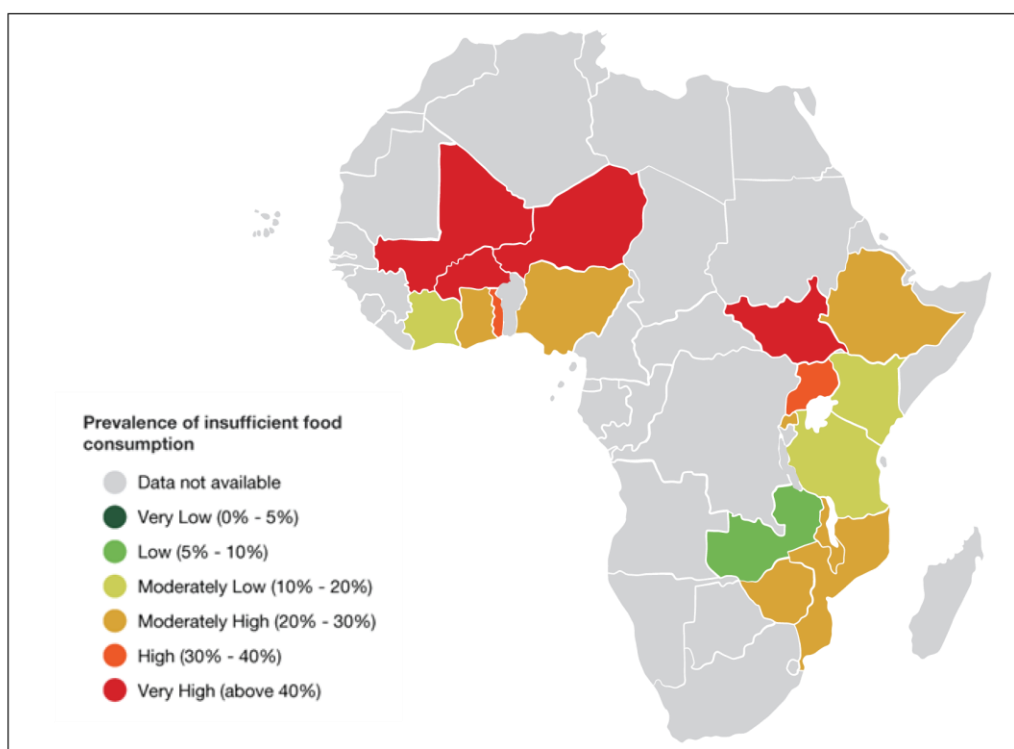 Prevalence of insufficient food
consumption
Data not available
Very Low (0% - 5%)
Low (5% - 10%)
Moderately Low (10% - 20%)
Moderately High (20% - 30%)
High (30% - 40%)
Very High (above 40%)